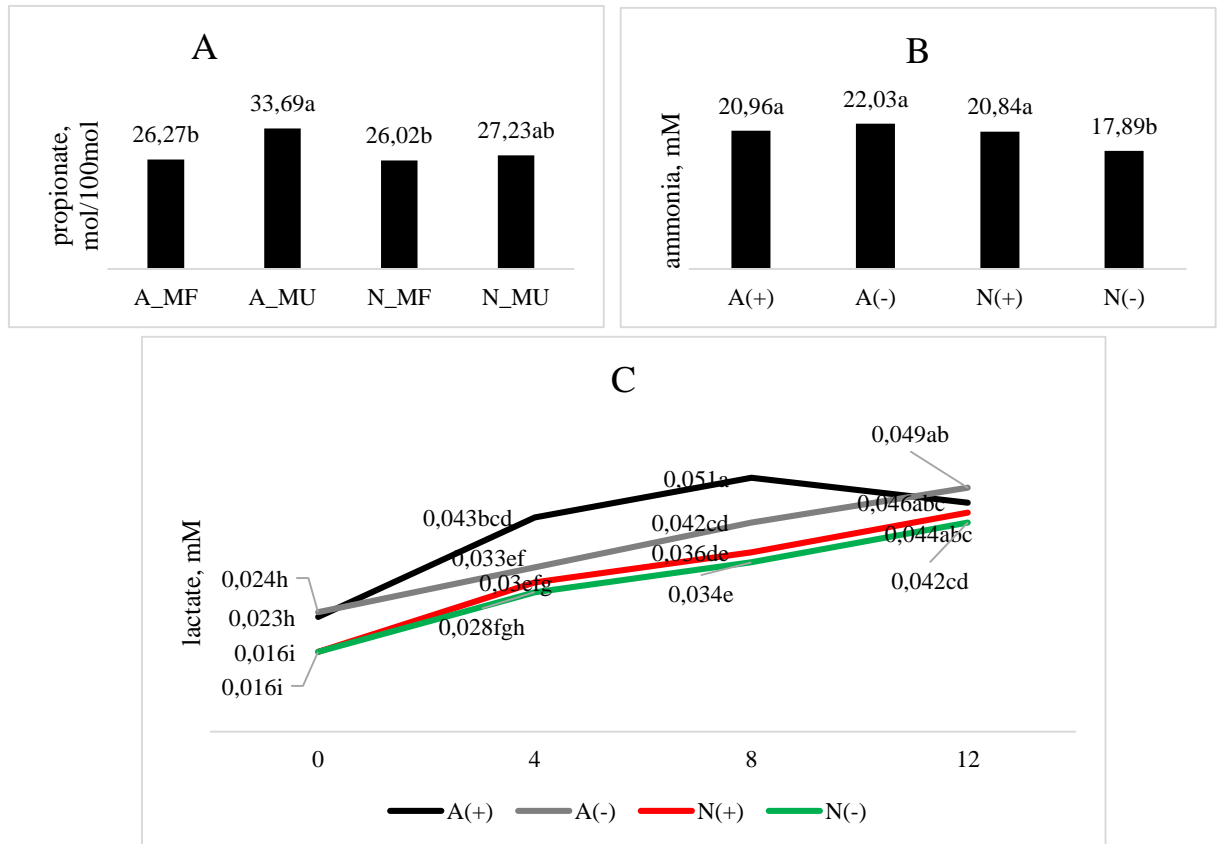 A
propionate,
mol/100mol
26,27b
33,69a
26,02b
27,23ab
A_MF
A_MU
N_MF
N_MU
B
ammonia, mM
20,96a
22,03a
20,84a
17,89b
A(+)
A(-)
N(+)
N(-)
C
lactate, mM
0,024h
0,023h
0,016i
0,016i
0,043bcd
0,033ef
0,03efg
0,028fgh
0,051a
0,042cd
0,036de
0,034e
0,049ab
0,046abc
0,044abc
0,042cd
0
4
8
12
A(+)
A(-)
N(+)
N(-)